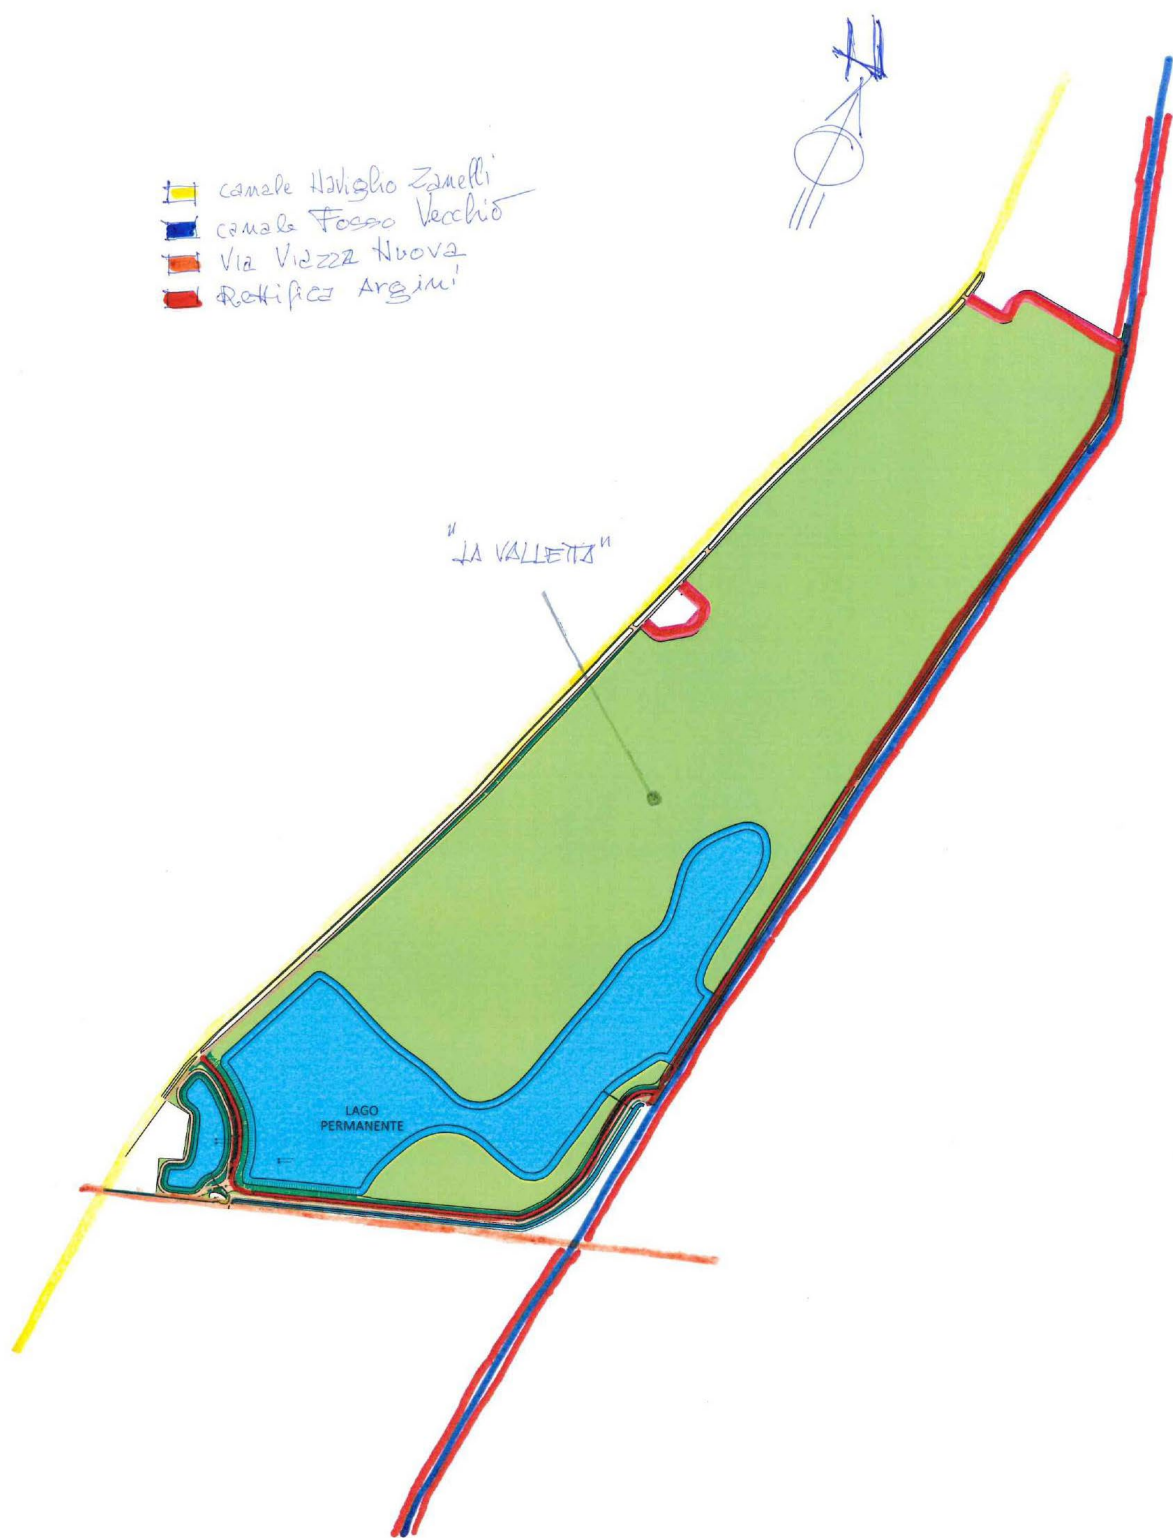 N
canale Naviglio Zanelli
canale Fosso Vecchio
Via Viazza Nuova
Rettifica Argini
"LA VALLETTA"
LAGO
PERMANENTE